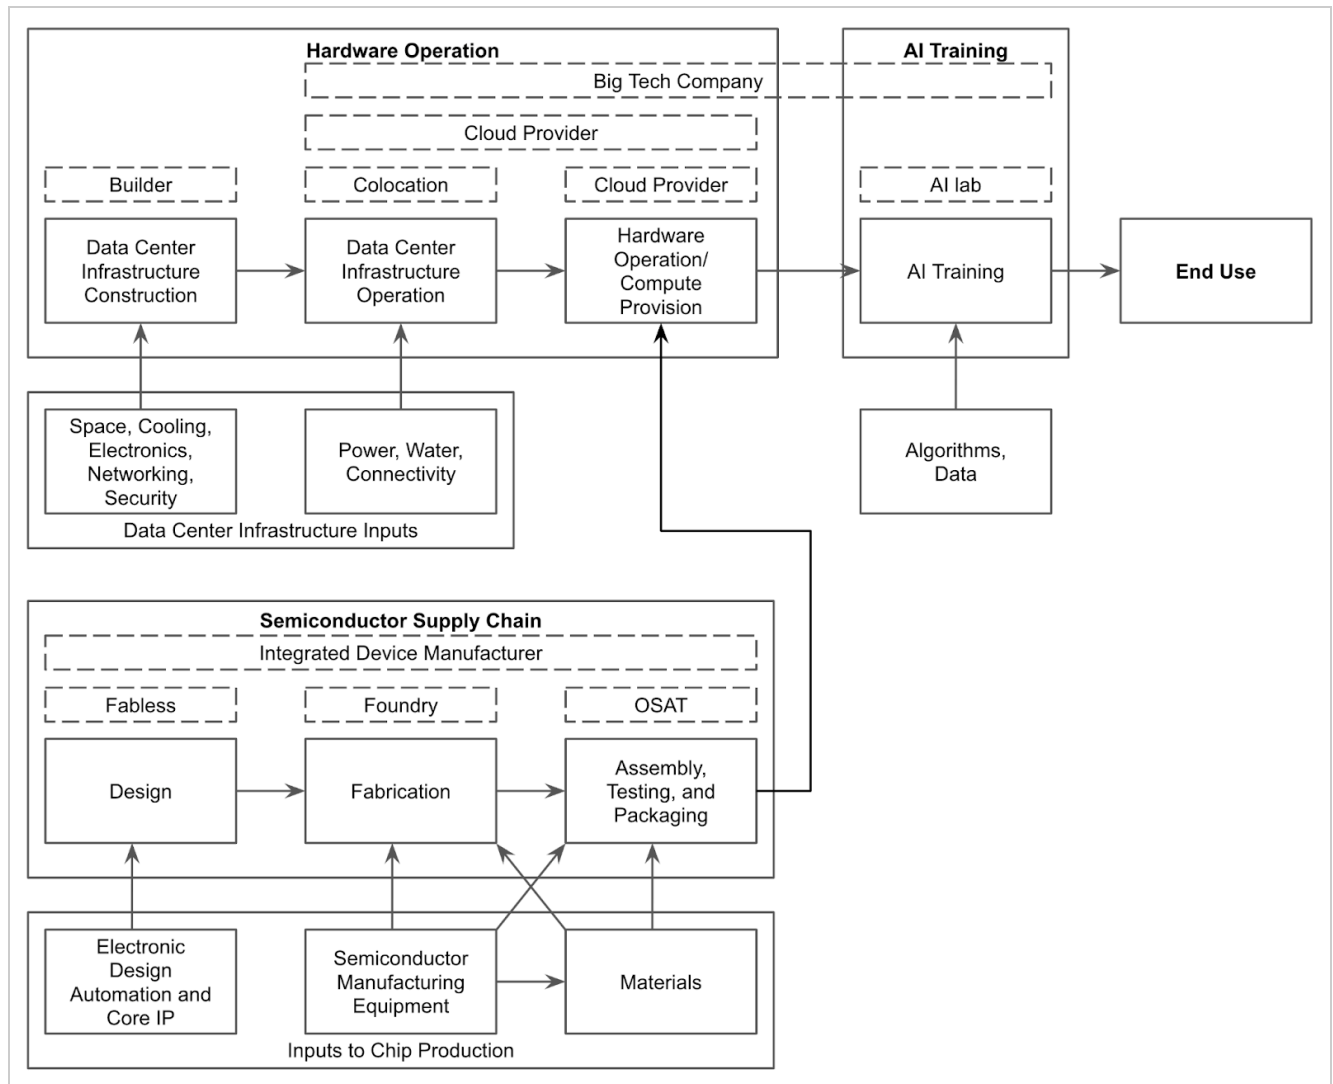 Hardware Operation
AI Training
Big Tech Company
Cloud Provider
Builder
Colocation
Cloud Provider
AI lab
Data Center
Infrastructure
Construction
Data Center
Infrastructure
Operation
Hardware
Operation/
Compute
Provision
AI Training
End Use
Space, Cooling,
Electronics,
Networking,
Security
Power, Water,
Connectivity
Algorithms,
Data
Data Center Infrastructure Inputs
Semiconductor Supply Chain
Integrated Device Manufacturer
Fabless
Foundry
OSAT
Design
Fabrication
Assembly,
Testing, and
Packaging
Electronic
Design
Automation and
Core IP
Semiconductor
Manufacturing
Equipment
Materials
Inputs to Chip Production